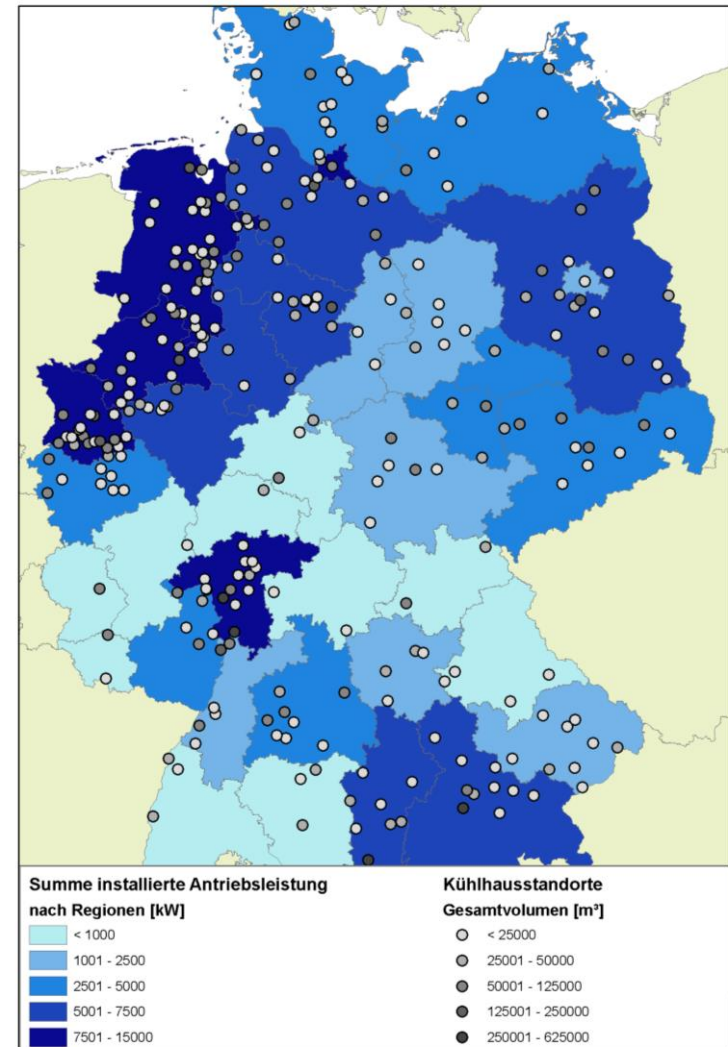 Summe installierte Antriebsleistung
nach Regionen [kW]
< 1000
1001 - 2500
2501 - 5000
5001 - 7500
7501 - 15000
Kühlhausstandorte
Gesamtvolumen [m³]
< 25000
25001 - 50000
50001 - 125000
125001 - 250000
250001 - 625000